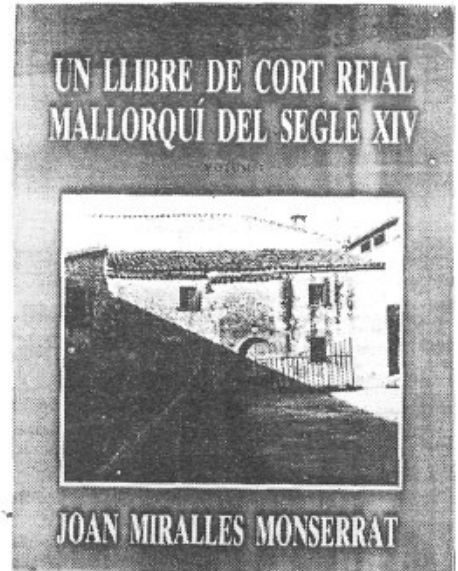 UN LLIBRE DE CORT REIAL
MALLORQUÍ DEL SEGLE XIV
JOAN MIRALLES MONSERRAT